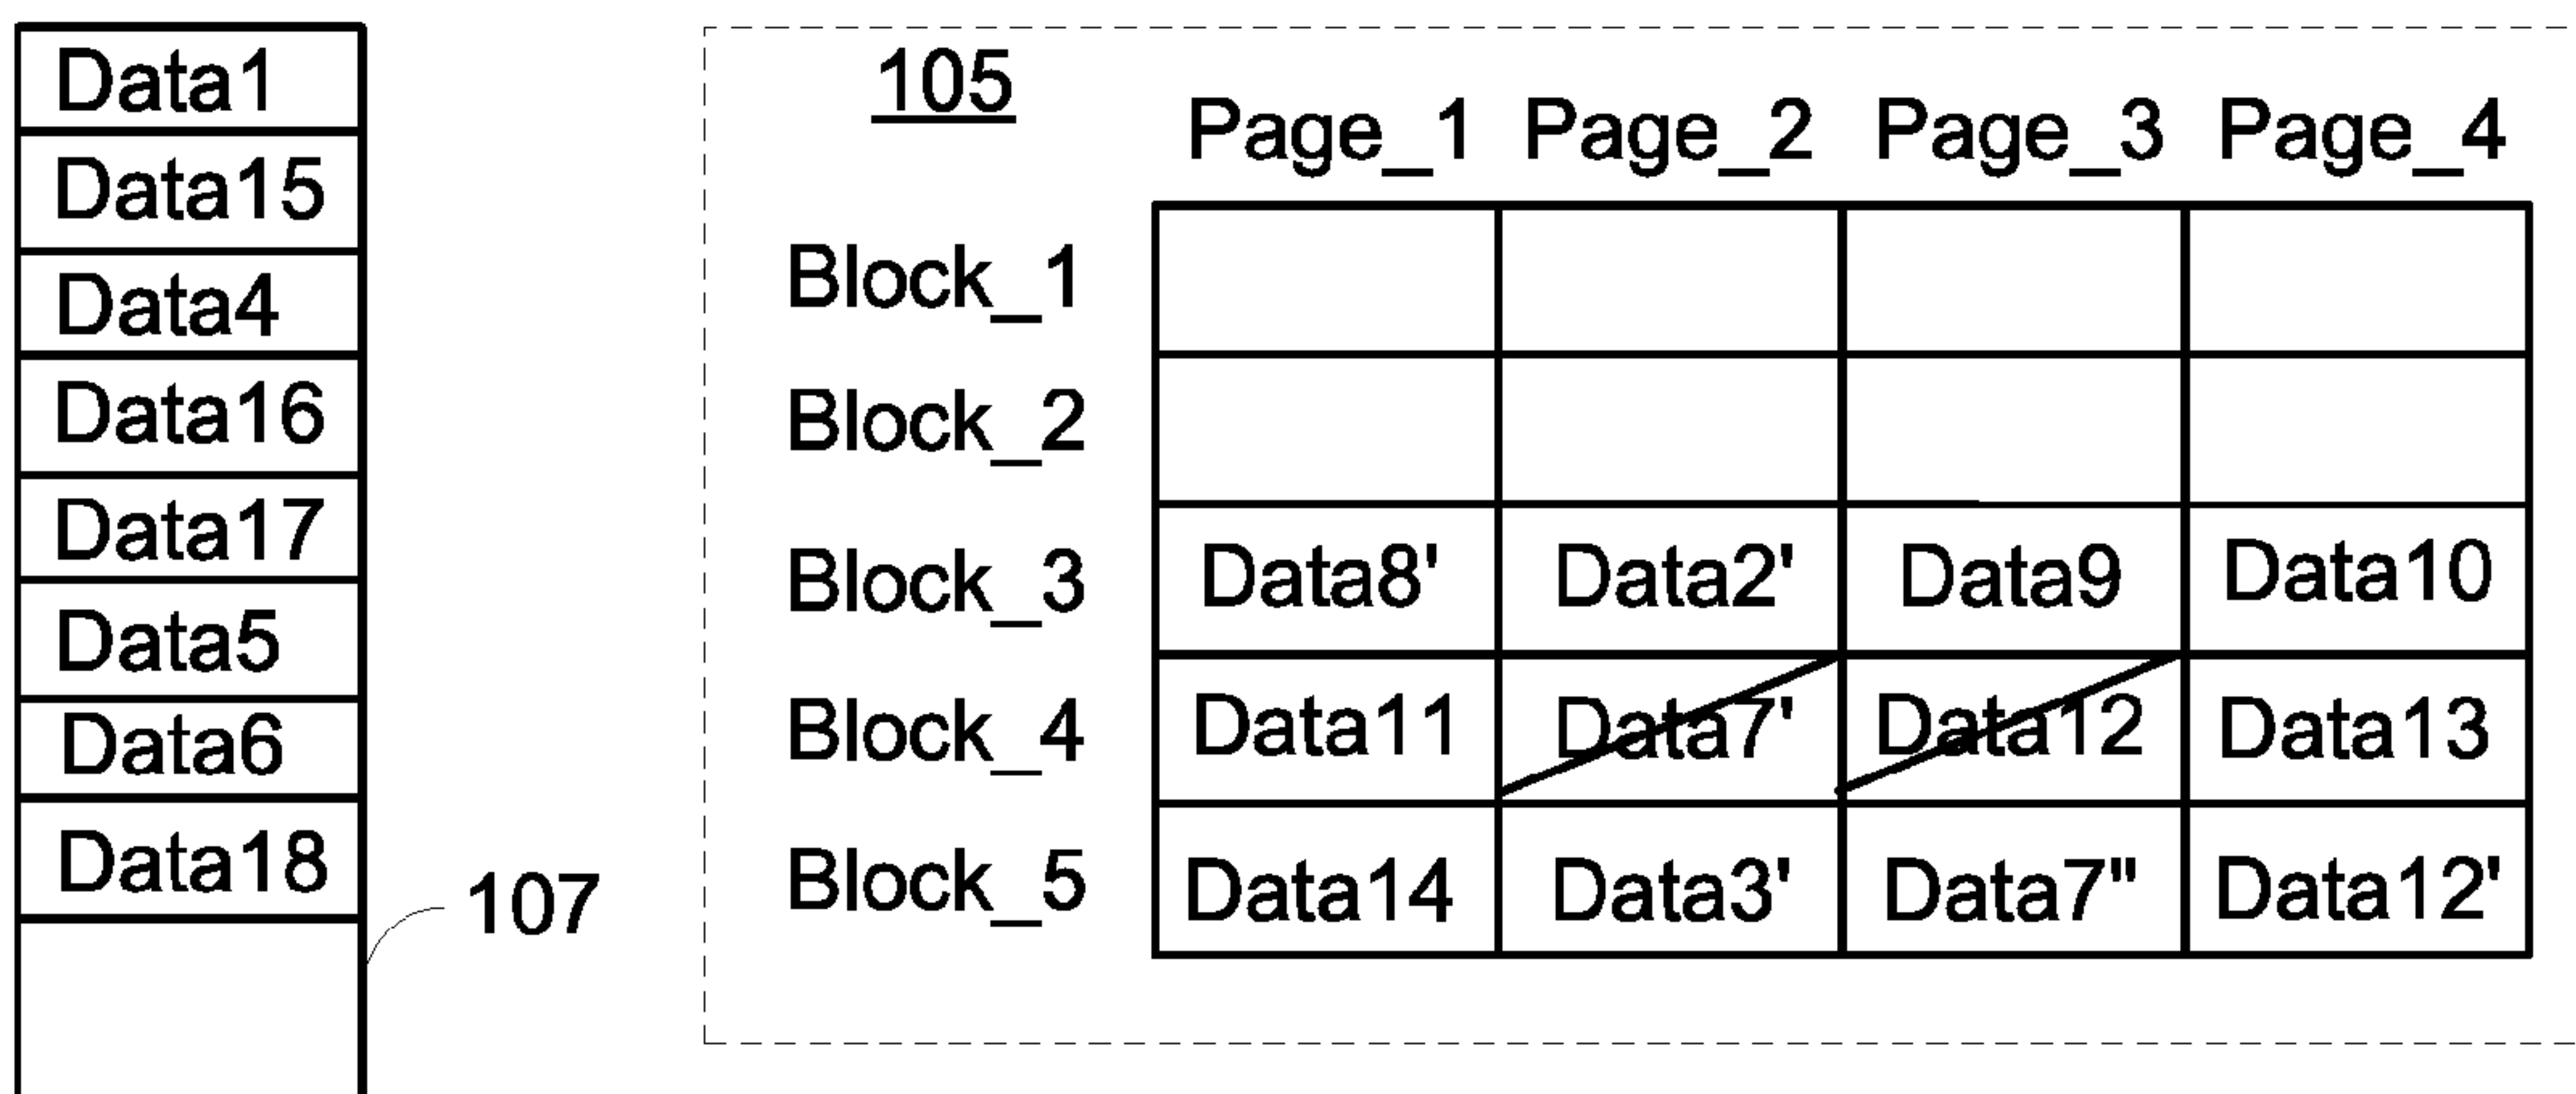 Data1
Data15
Data4
Data16
Data17
Data5
Data6
Data18
107
105
Page_1 Page_2 Page_3 Page_4
Block_1
Block_2
Block_3 Data8' Data2' Data9 Data10
Block_4 Data11 Data7' Data12 Data13
Block_5 Data14 Data3' Data7" Data12'